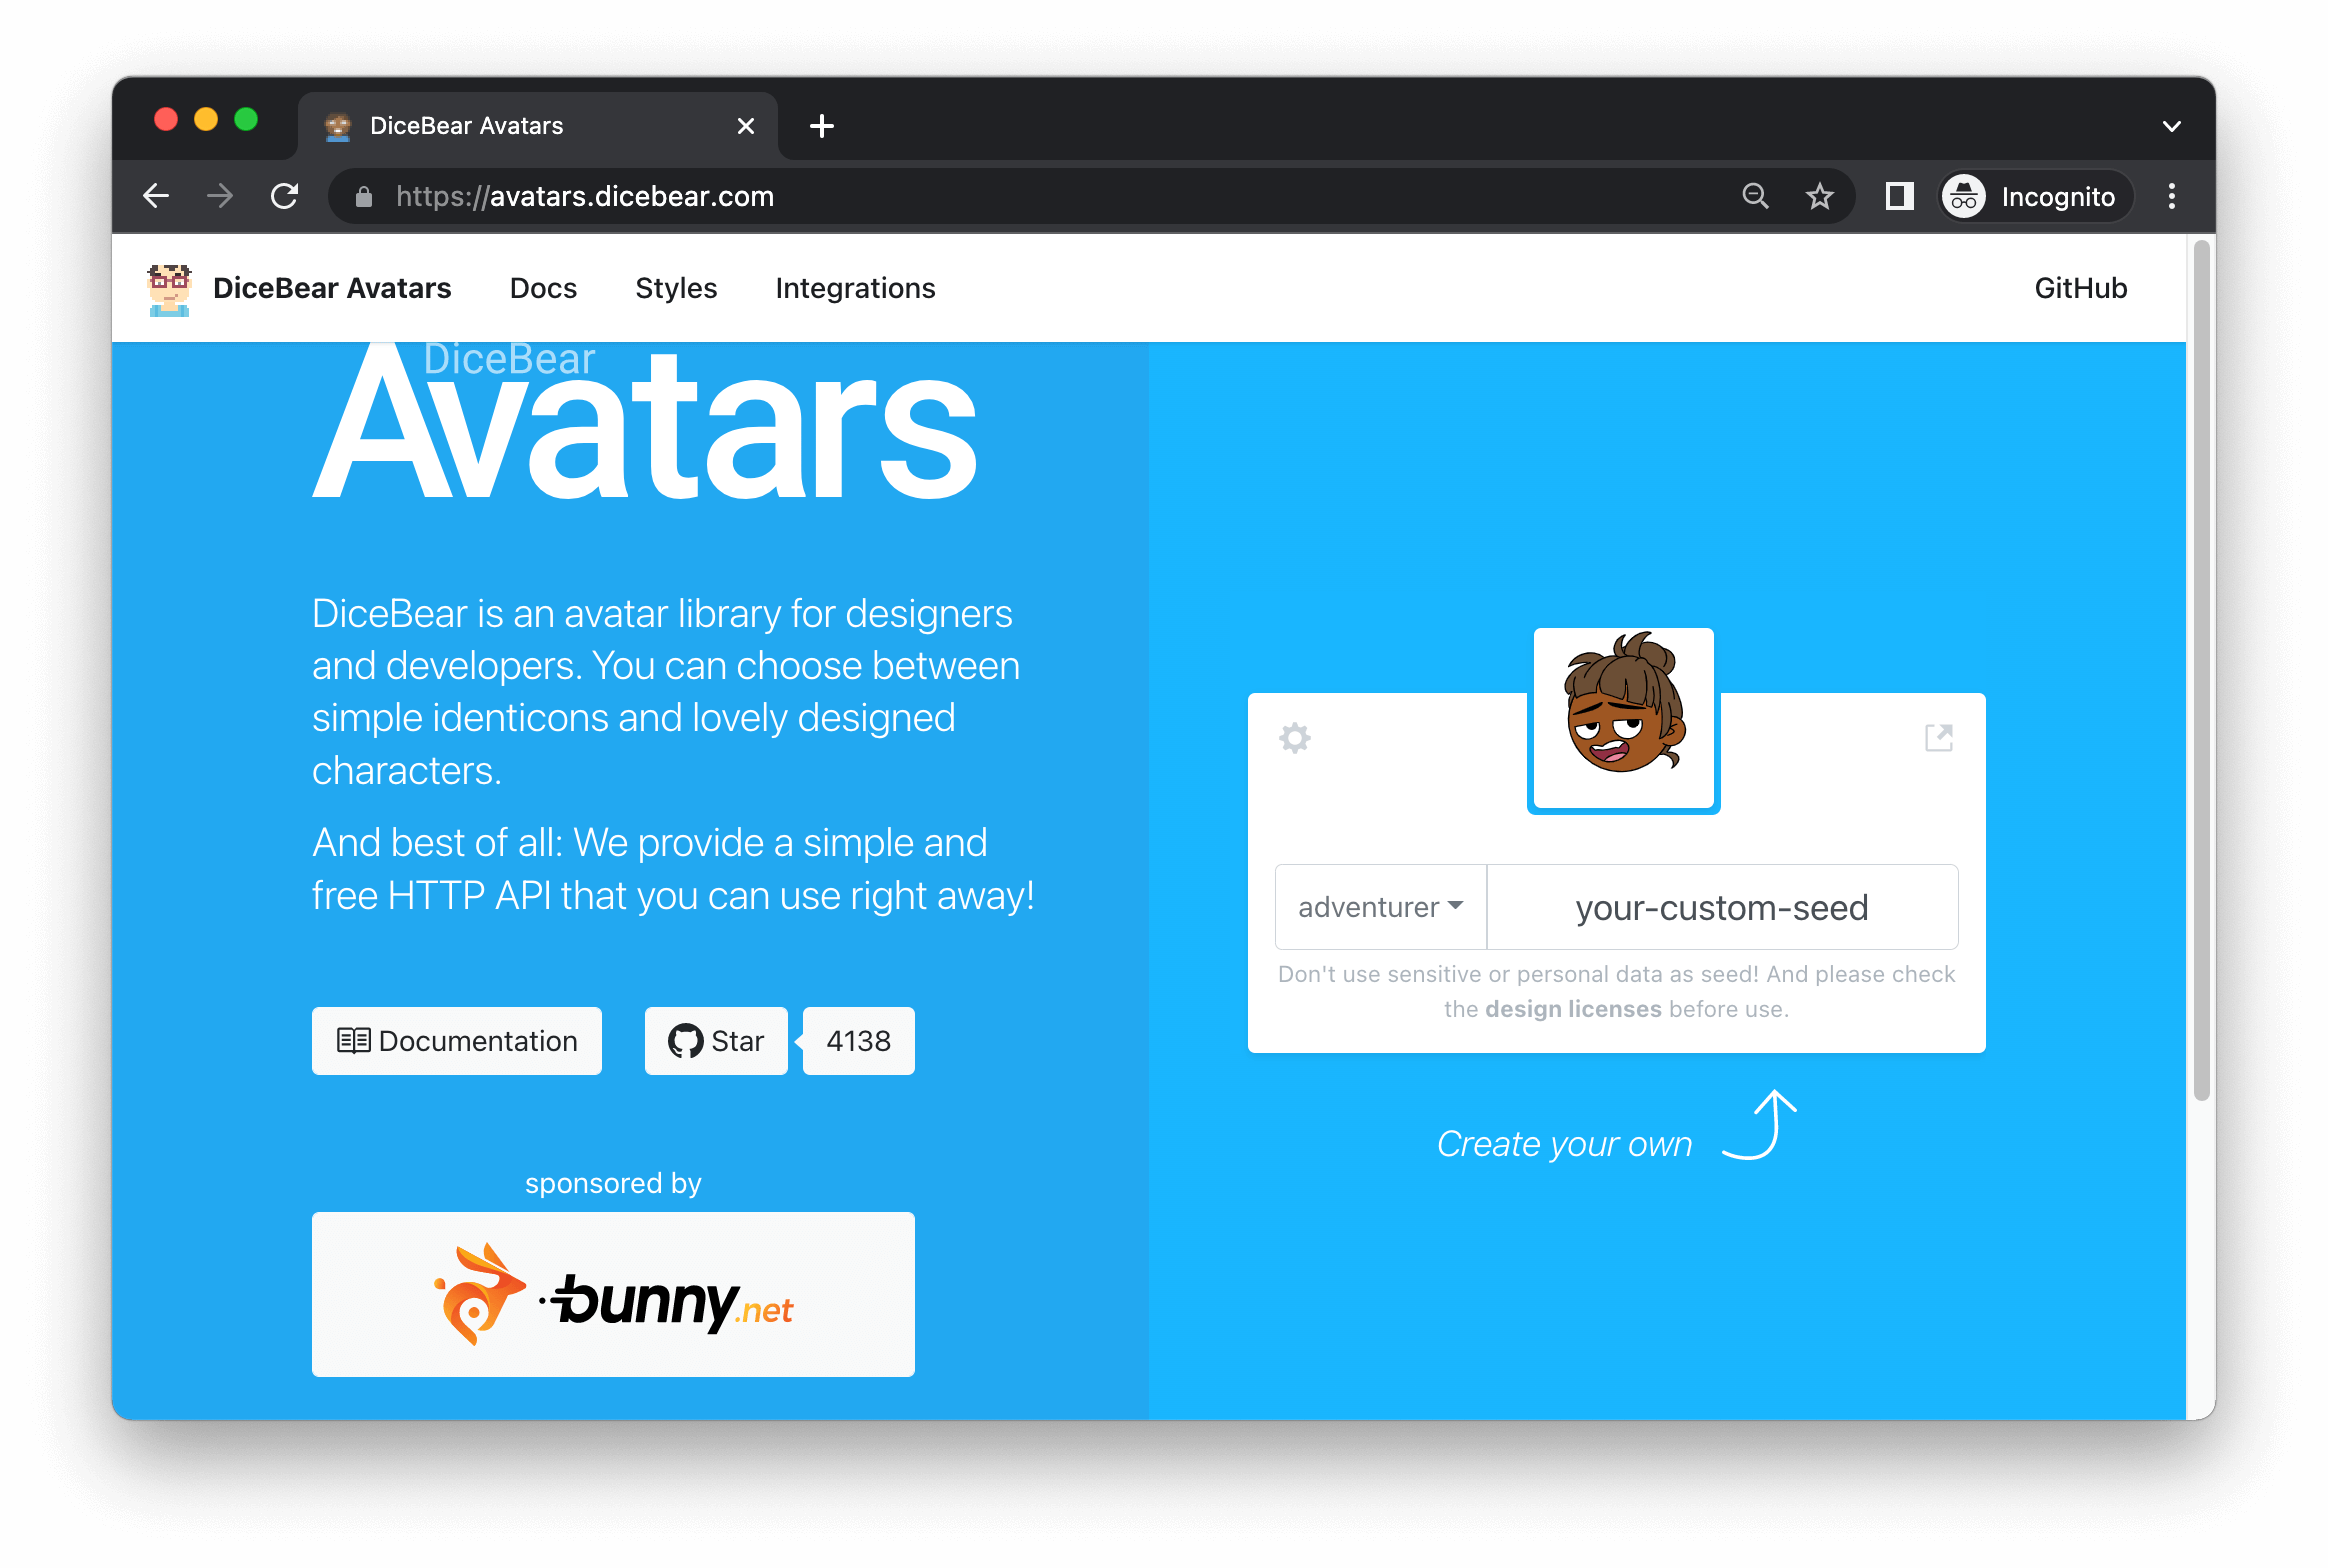 DiceBear Avatars
https://avatars.dicebear.com
Incognito
DiceBear Avatars
Docs
Styles
Integrations
GitHub
DiceBear
Avatars
DiceBear is an avatar library for designers
and developers. You can choose between
simple identicons and lovely designed
characters.
And best of all: We provide a simple and
free HTTP API that you can use right away!
Documentation
Star
4138
sponsored by
bunny.net
adventurer
your-custom-seed
Don't use sensitive or personal data as seed! And please check
the design licenses before use.
Create your own